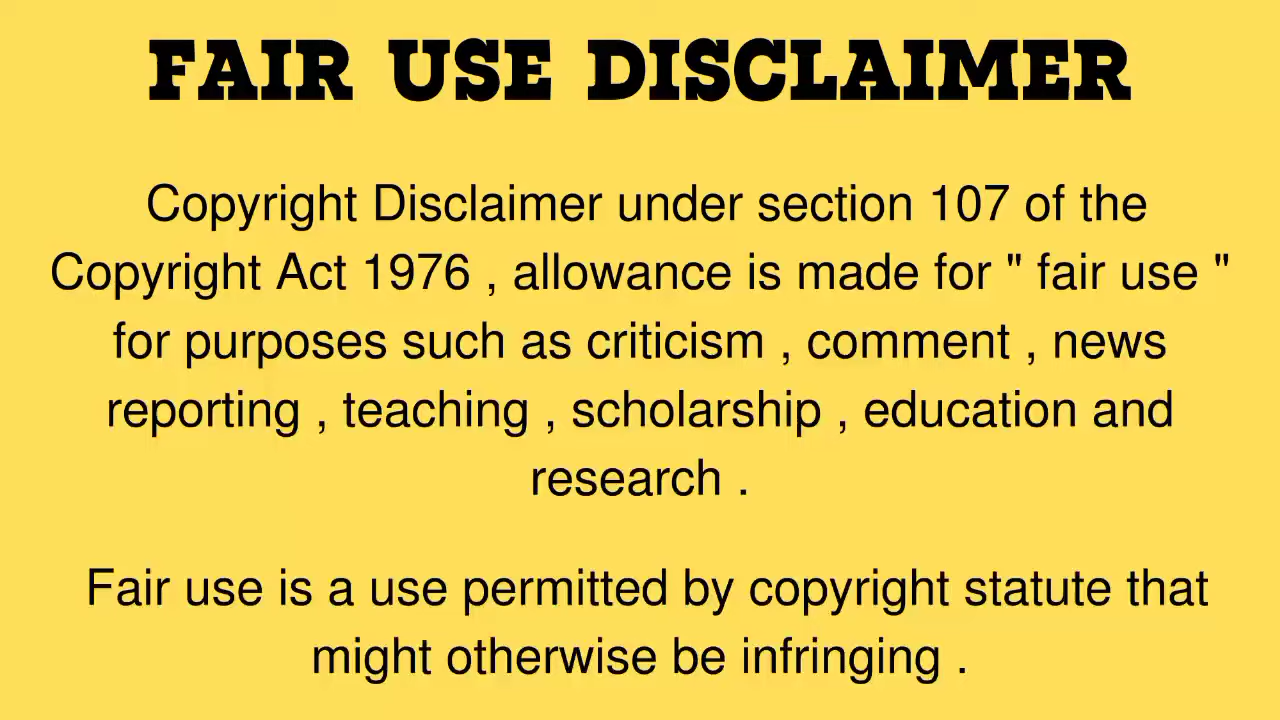 FAIR USE DISCLAIMER
Copyright Disclaimer under section 107 of the
Copyright Act 1976 , allowance is made for " fair use "
for purposes such as criticism , comment , news
reporting , teaching , scholarship , education and
research .
Fair use is a use permitted by copyright statute that
might otherwise be infringing .